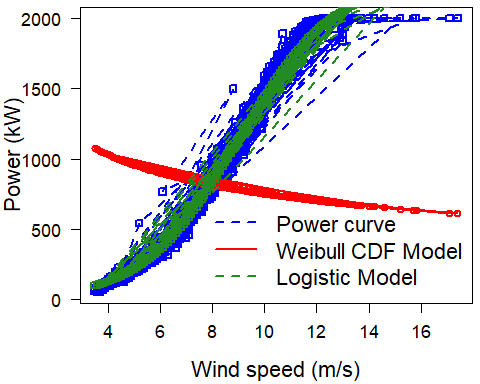 2000
1500
1000
500
0
Power (kW)
Power curve
Weibull CDF Model
Logistic Model
4 6 8 10 12 14 16
Wind speed (m/s)